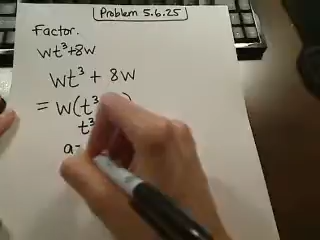 Problem 5.6.25
Factor.
wt³+8w
wt³ + 8w
= w(t³ )
t³
a=